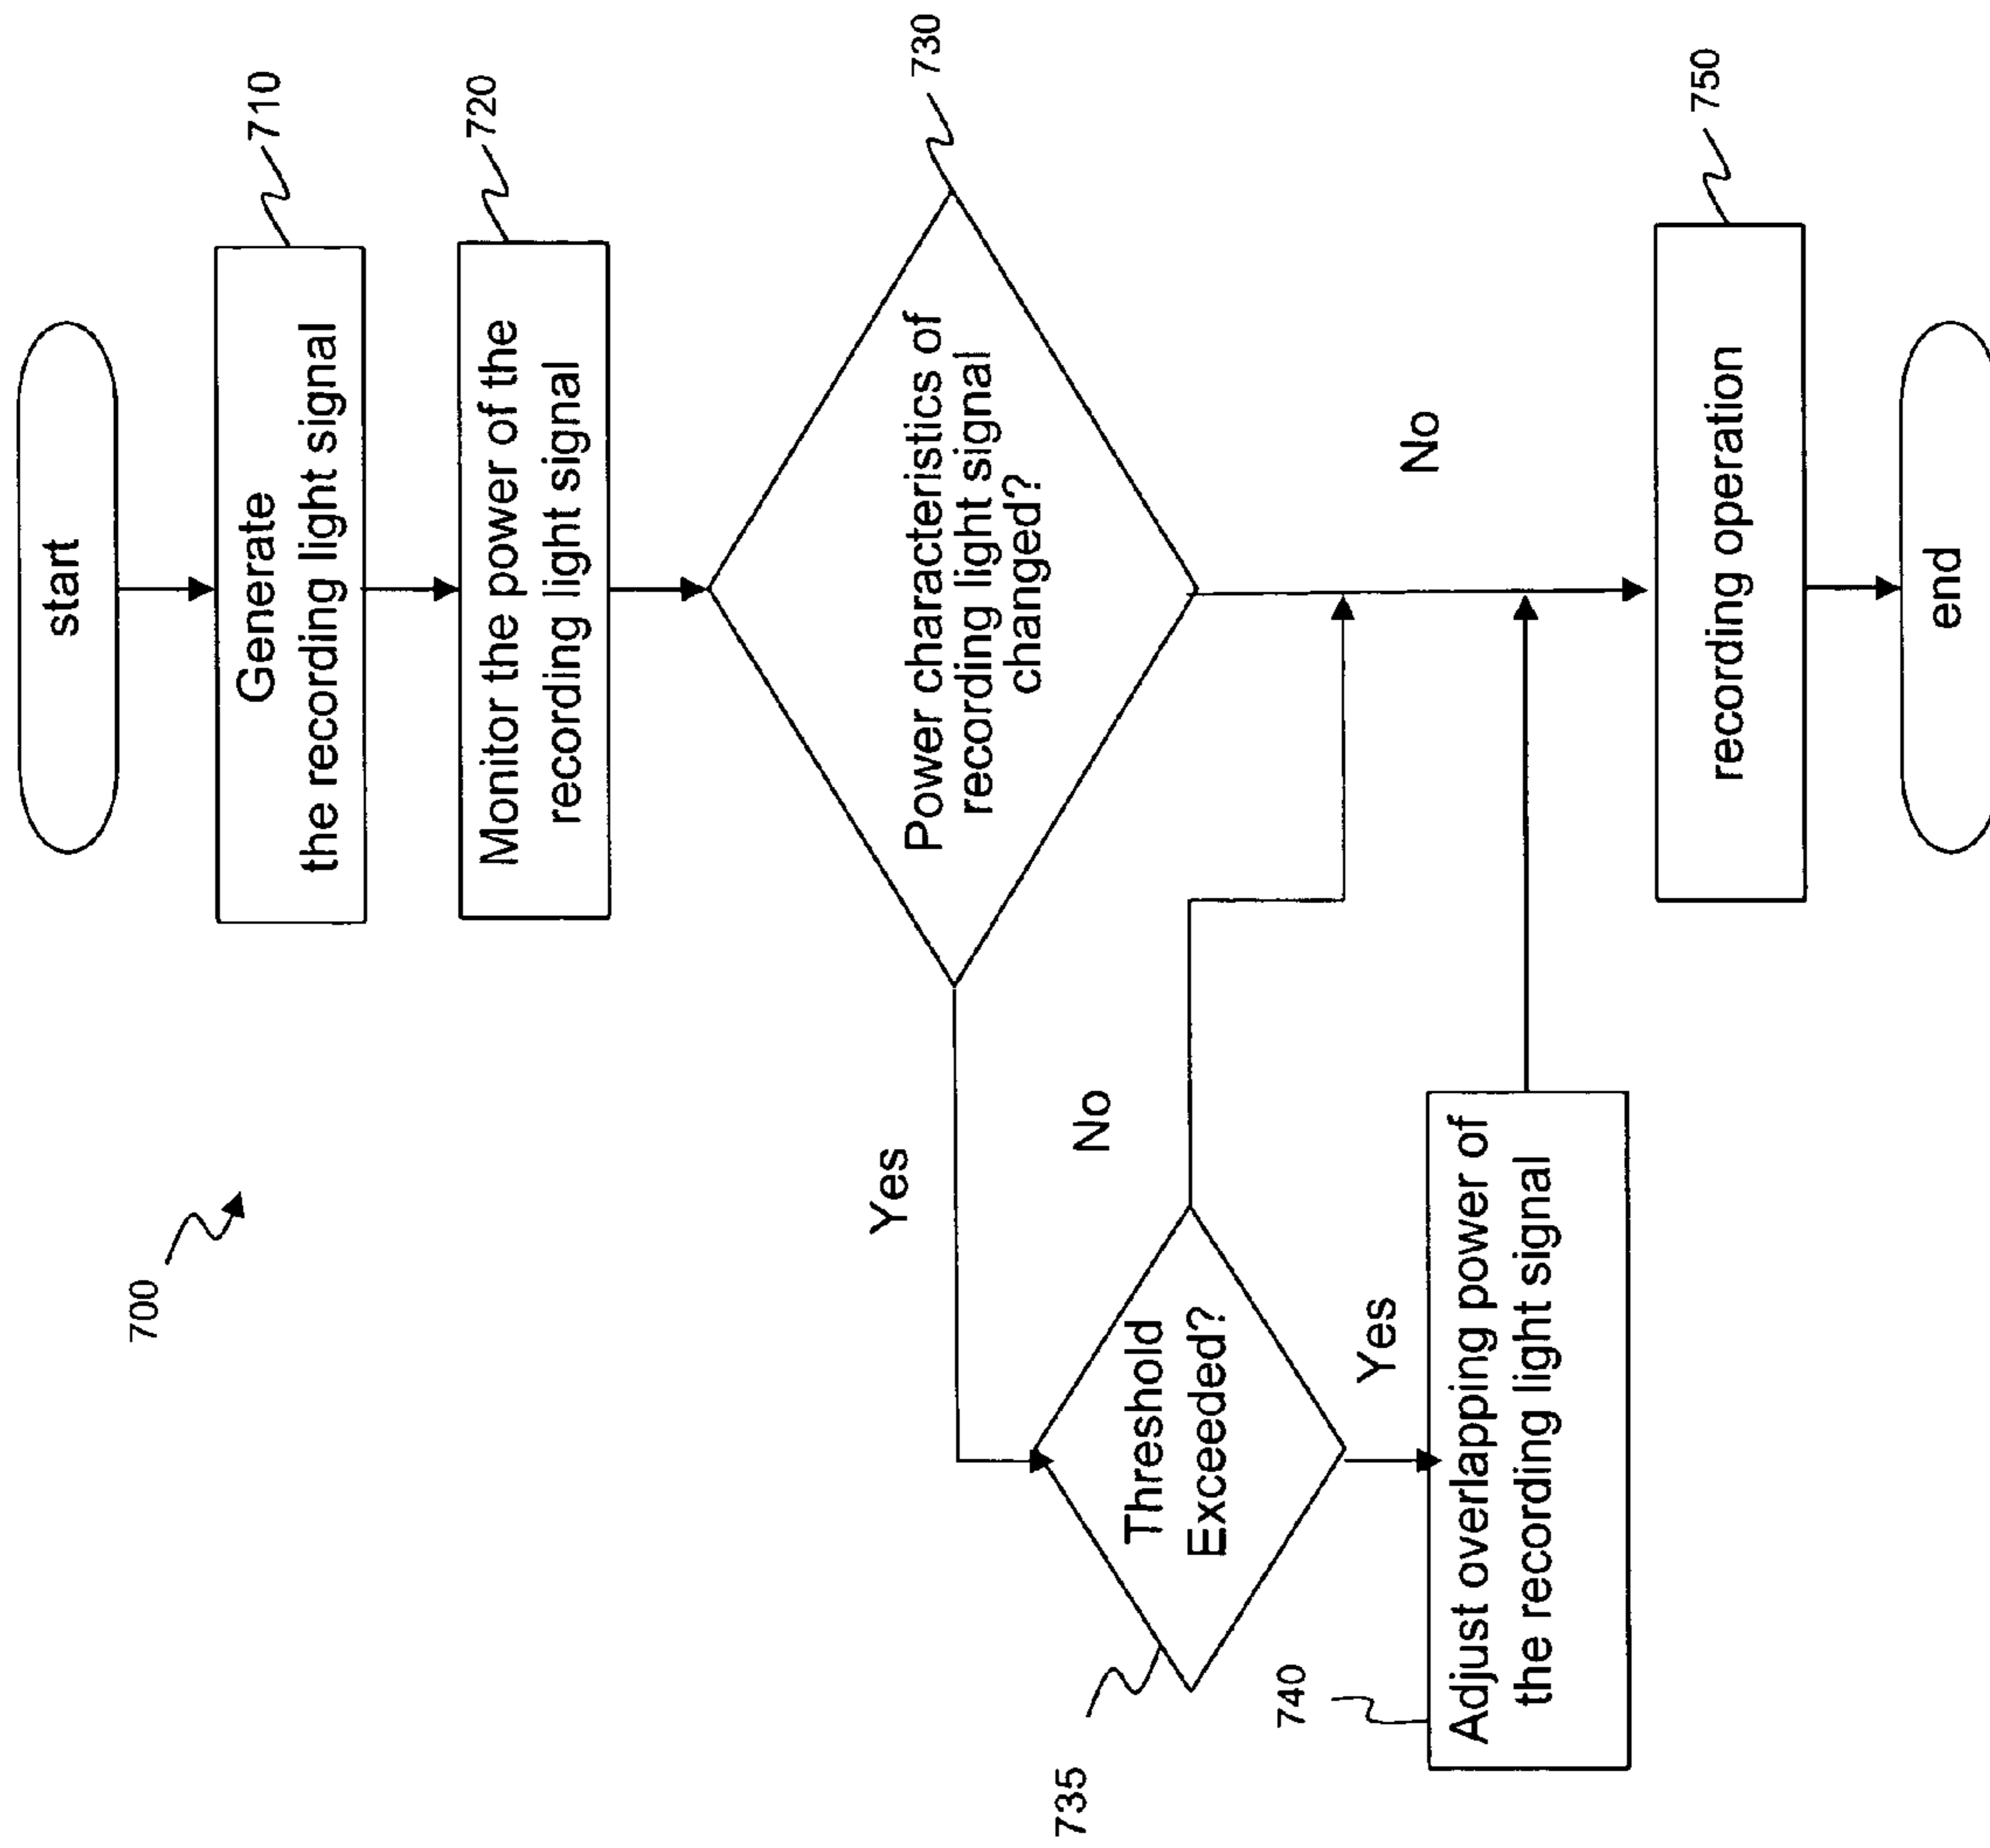 700
start
Generate
the recording light signal
710
Monitor the power of the
recording light signal
720
Power characteristics of
recording light signal
changed?
730
Yes
No
Threshold
Exceeded?
735
No
Yes
Adjust overlapping power of
the recording light signal
740
recording operation
750
end